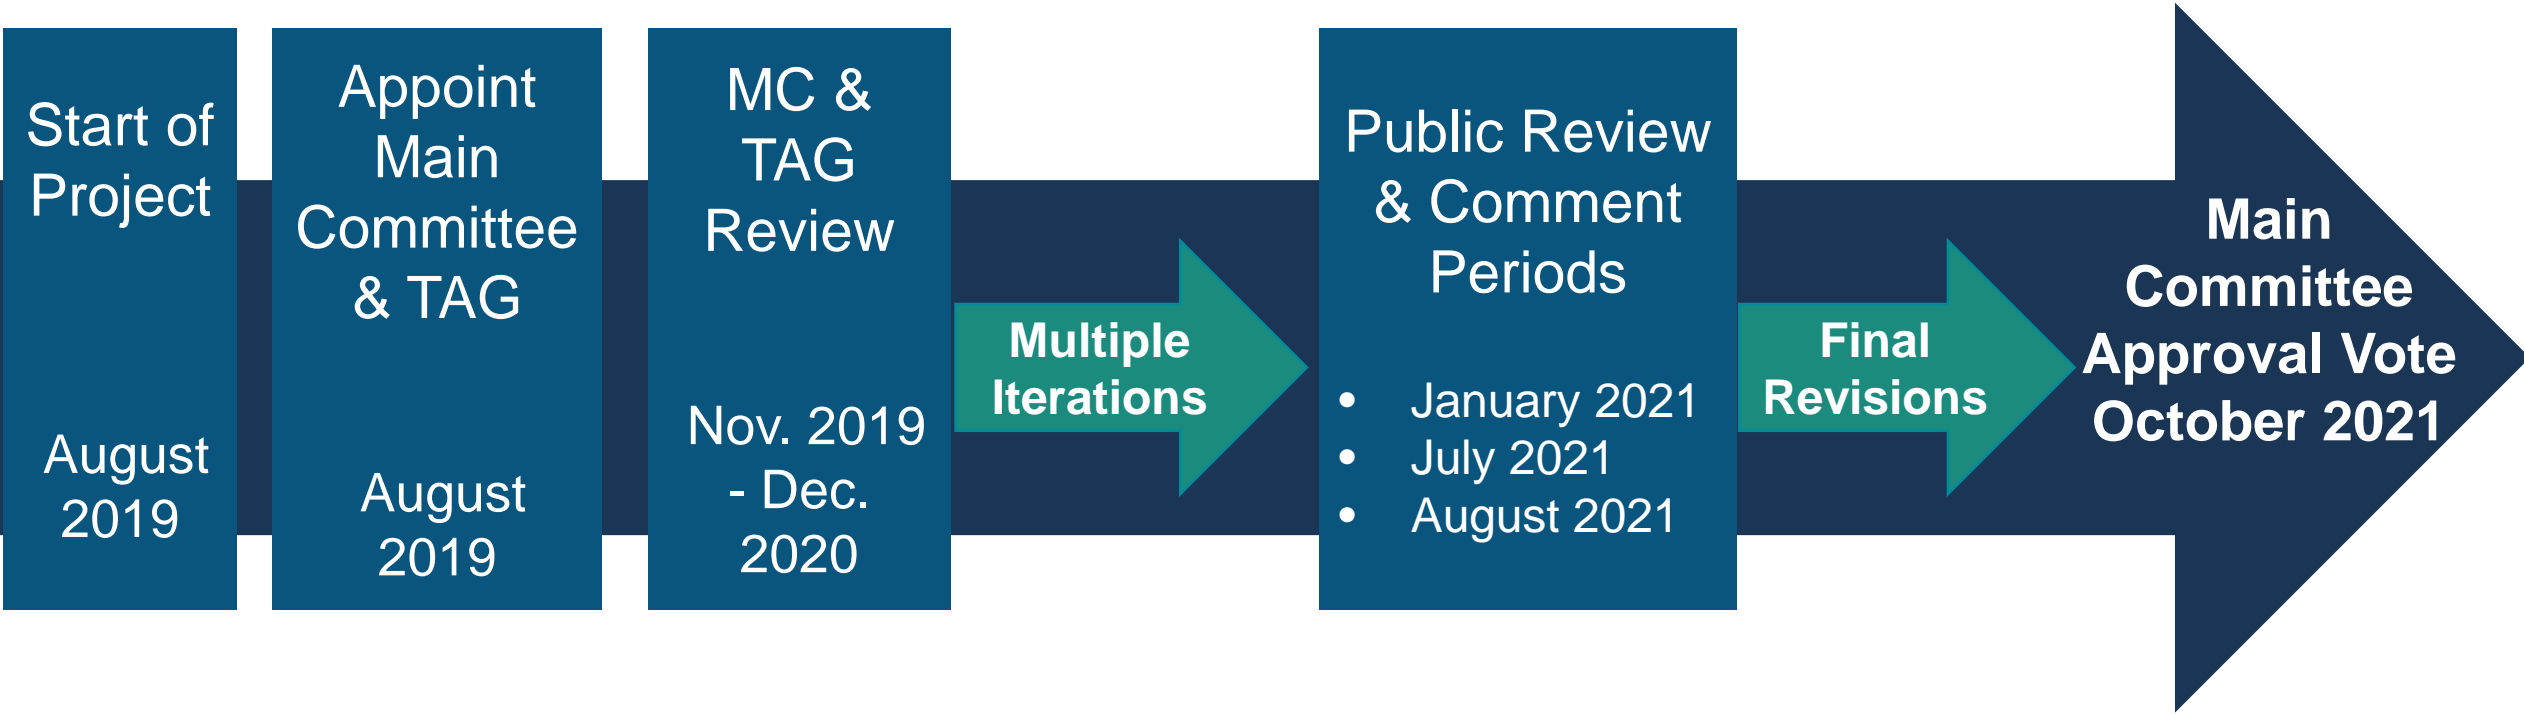 Start of
Project
August
2019
Appoint
Main
Committee
& TAG
August
2019
MC &
TAG
Review
Nov. 2019
- Dec.
2020
Multiple
Iterations
Public Review
& Comment
Periods
• January 2021
• July 2021
• August 2021
Final
Revisions
Main
Committee
Approval Vote
October 2021